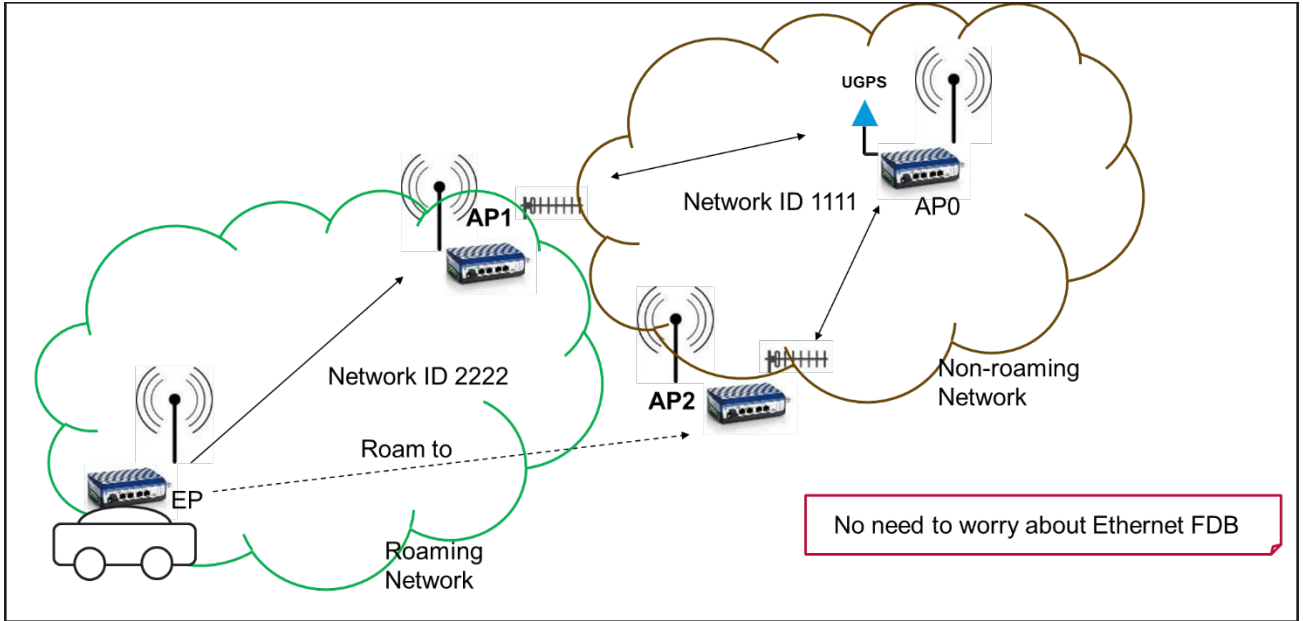 UGPS
Network ID 1111
AP0
AP1
Network ID 2222
AP2
Non-roaming
Network
Roam to
EP
Roaming
Network
No need to worry about Ethernet FDB